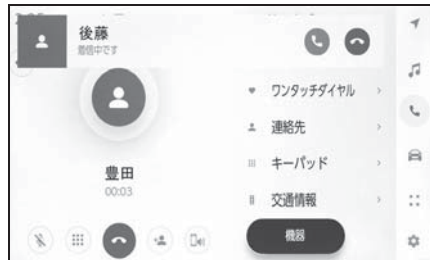 後藤
着信中です
豊田
00:03
ワンタッチダイヤル
連絡先
キーパッド
交通情報
機器